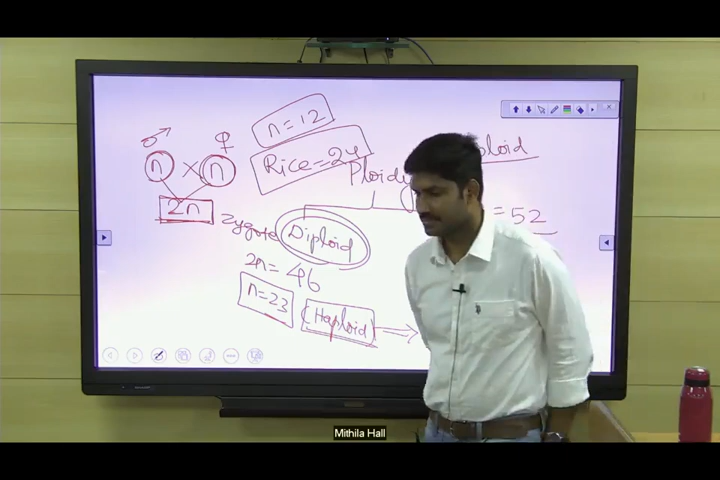 ♂ ♀
n × n
2n
zygote
n=12
Rice=24
Ploidy
ploid
= 52
Diploid
2n= 46
n=23
(Haploid)
Mithila Hall